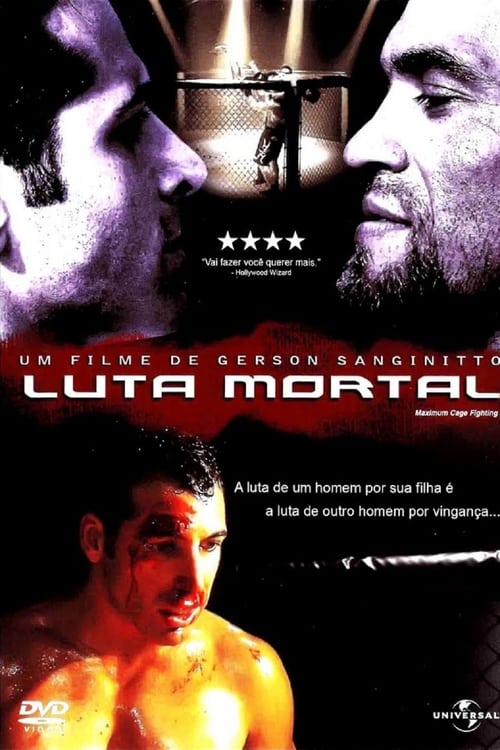 "Vai fazer você querer mais."
- Hollywood Wizard
UM FILME DE GERSON SANGINITTO
LUTA MORTAL
Maximum Cage Fighting
A luta de um homem por sua filha é
a luta de outro homem por vingança...
DVD
VIDEO
UNIVERSAL